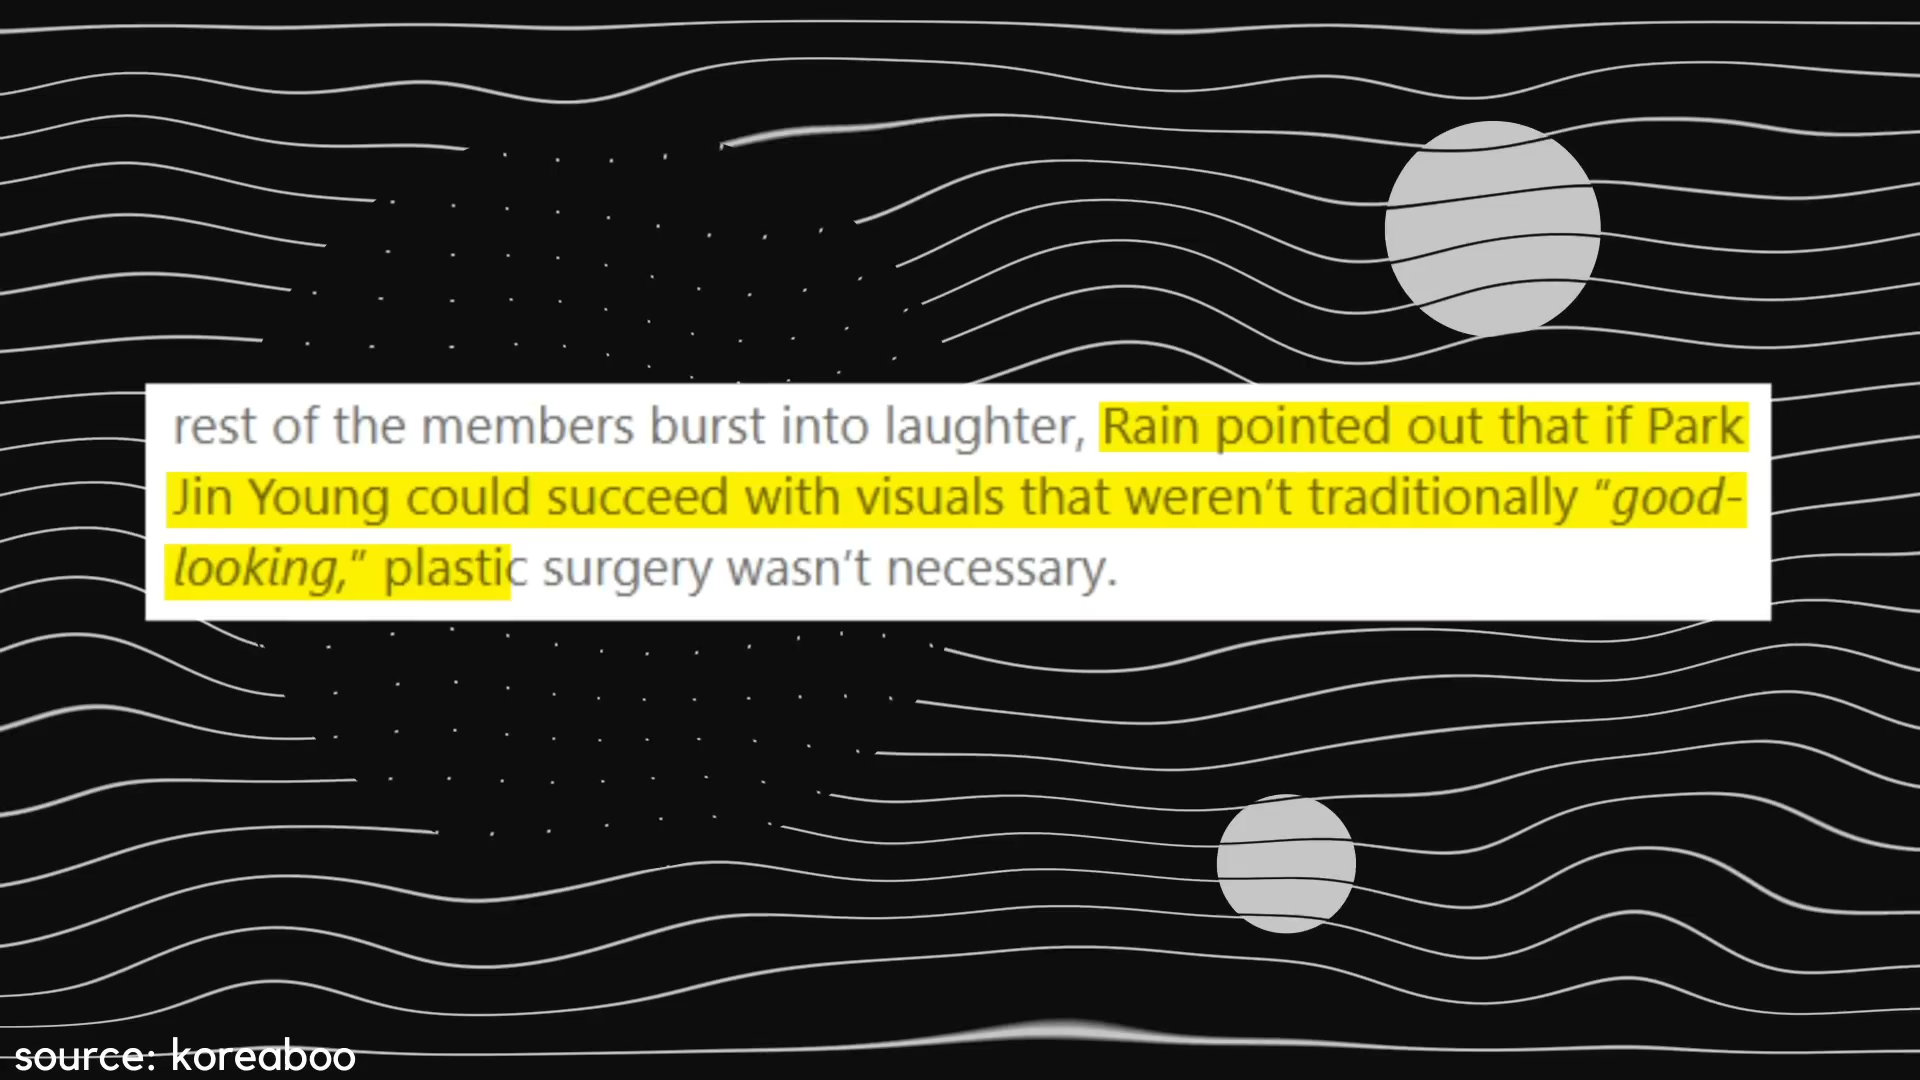 rest of the members burst into laughter, Rain pointed out that if Park
Jin Young could succeed with visuals that weren’t traditionally “good-
looking,” plastic surgery wasn’t necessary.
source: koreaboo